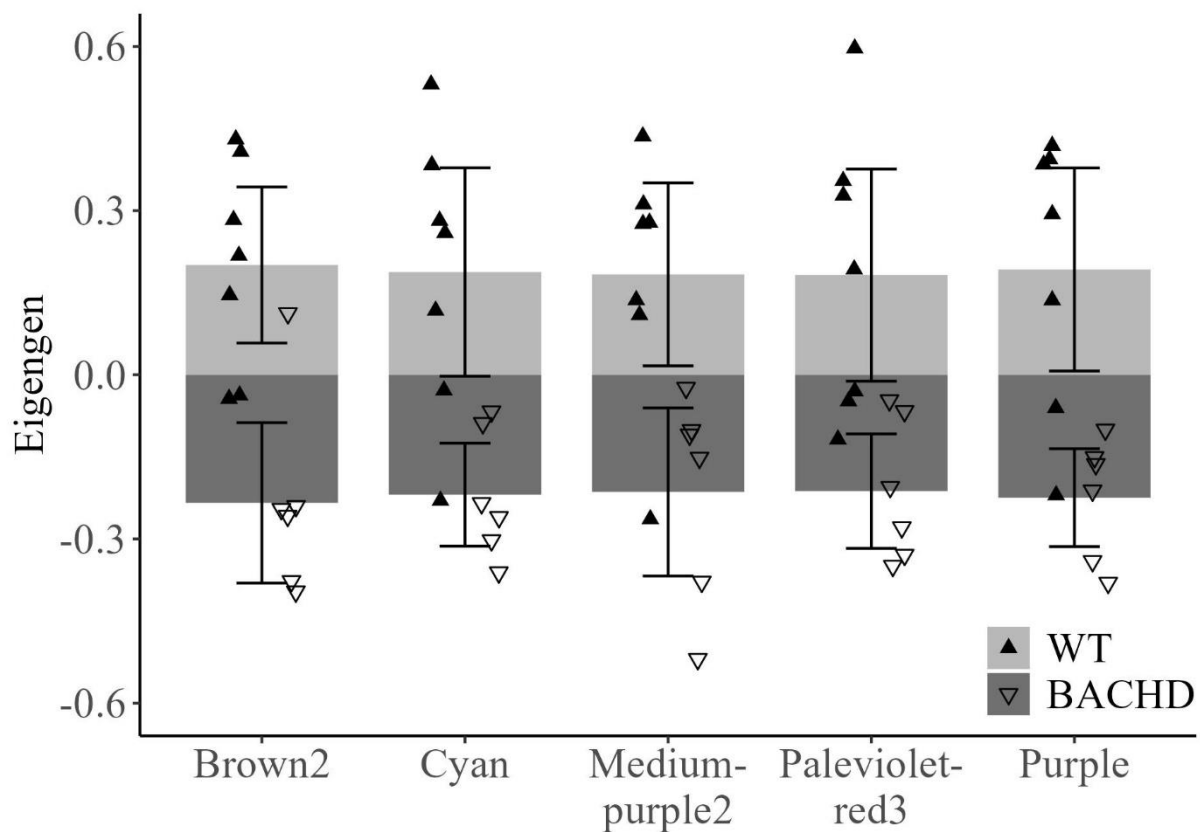 0.6
0.3
0.0
-0.3
-0.6
Eigengen
WT
BACHD
Brown2
Cyan
Medium-
purple2
Paleviolet-
red3
Purple